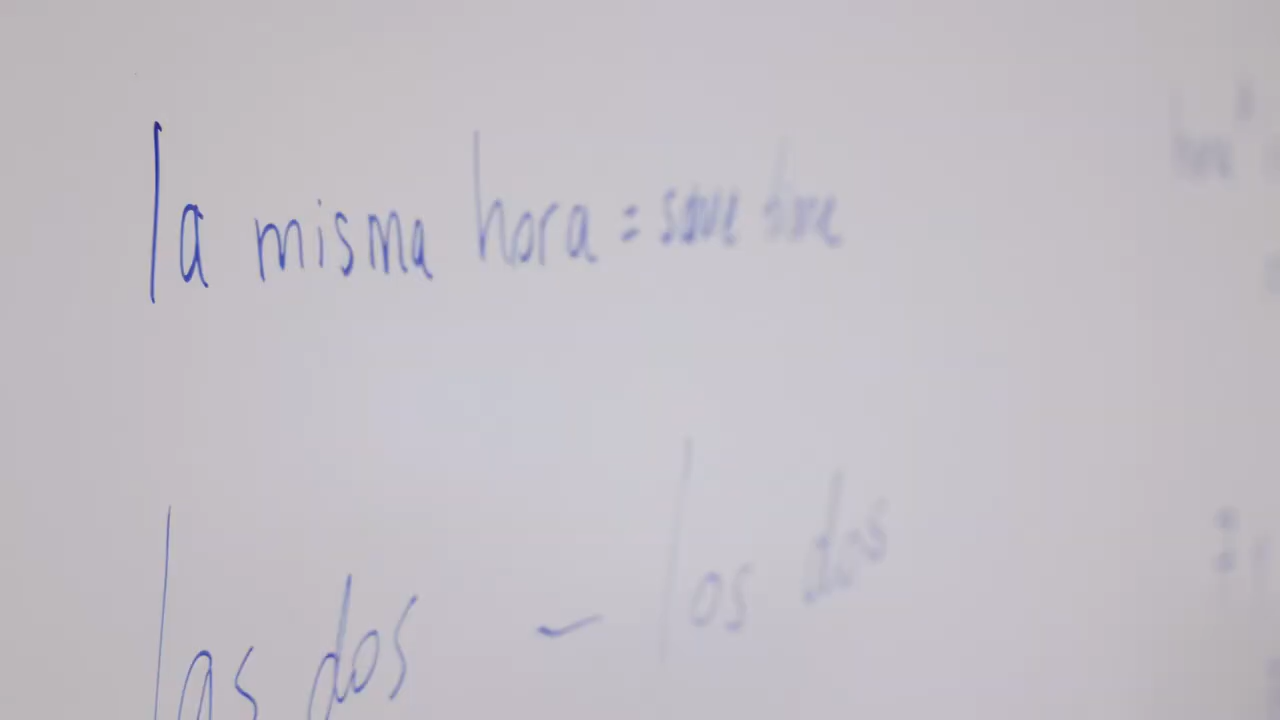 la misma hora = same time
las dos – los dos